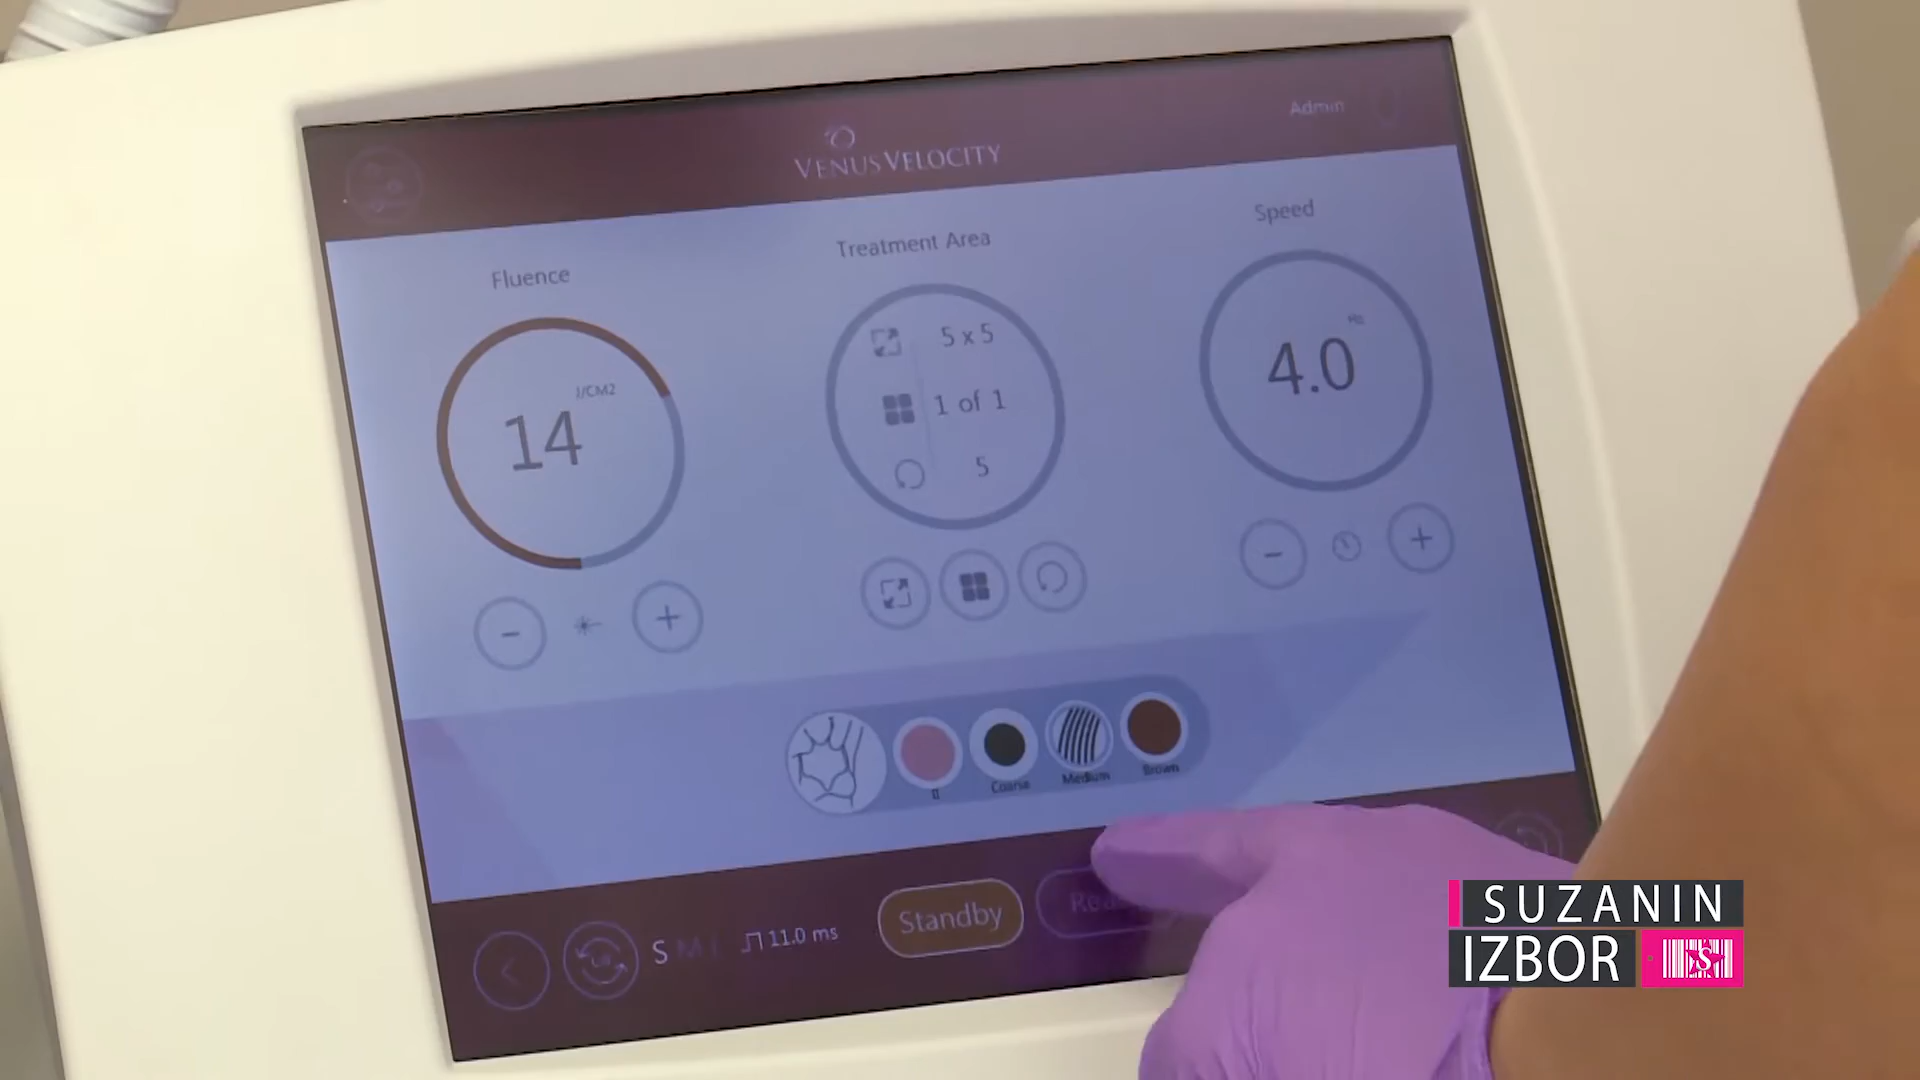 Admin
VENUS VELOCITY
Fluence
Treatment Area
Speed
14 J/CM2
5 x 5
1 of 1
5
4.0 Hz
II
Coarse
Medium
Brown
S M L
11.0 ms
Standby
SUZANIN
IZBOR
S